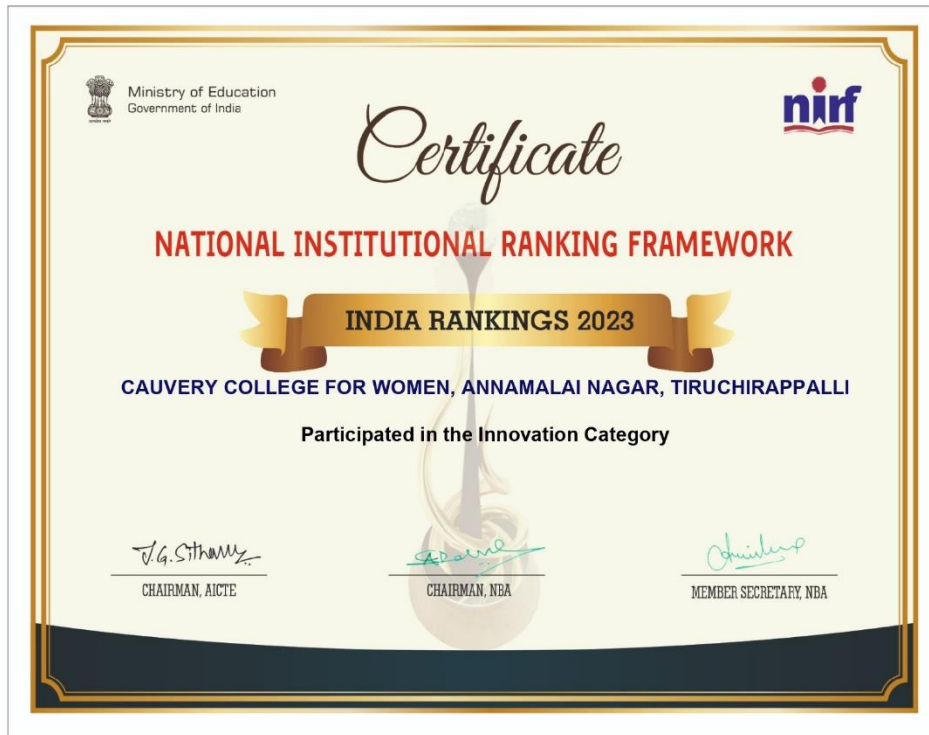 Ministry of Education
Government of India
nirf
Certificate
NATIONAL INSTITUTIONAL RANKING FRAMEWORK
INDIA RANKINGS 2023
CAUVERY COLLEGE FOR WOMEN, ANNAMALAI NAGAR, TIRUCHIRAPPALLI
Participated in the Innovation Category
T.G. Sitharam
CHAIRMAN, AICTE
CHAIRMAN, NBA
MEMBER SECRETARY, NBA